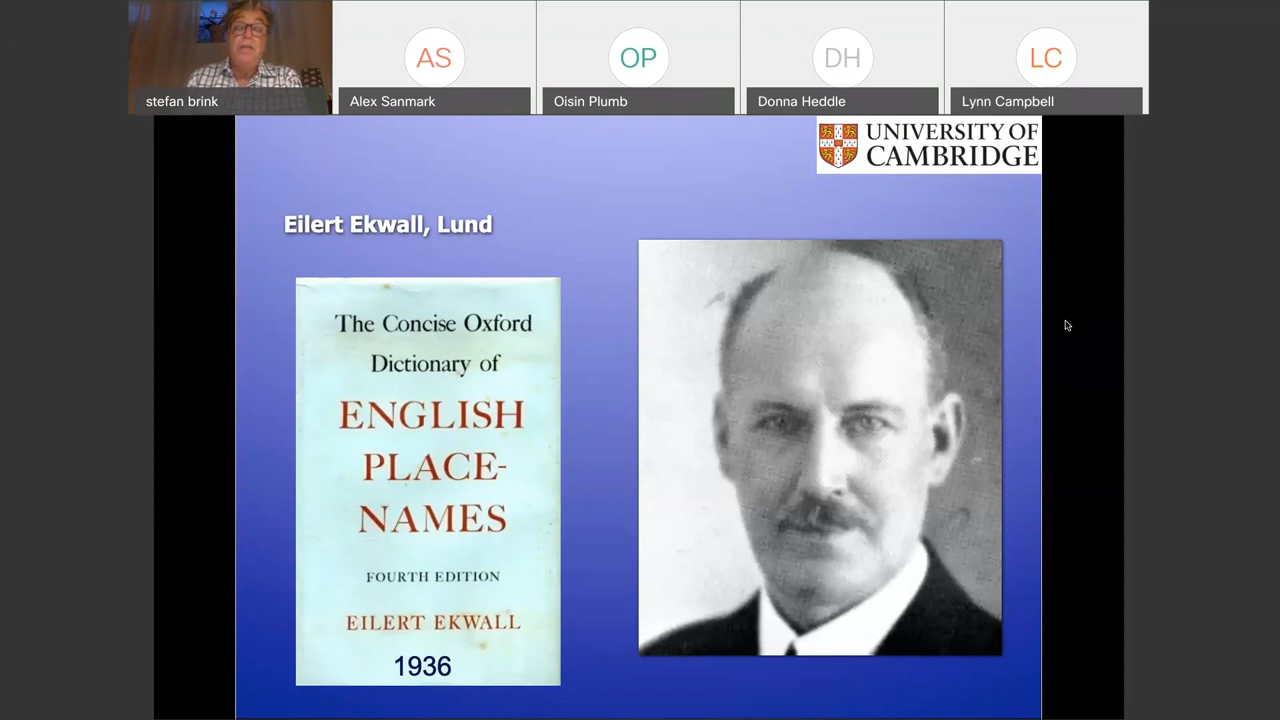 AS
OP
DH
LC
stefan brink
Alex Sanmark
Oisin Plumb
Donna Heddle
Lynn Campbell
UNIVERSITY OF
CAMBRIDGE
Eilert Ekwall, Lund
The Concise Oxford
Dictionary of
ENGLISH
PLACE-
NAMES
FOURTH EDITION
EILERT EKWALL
1936